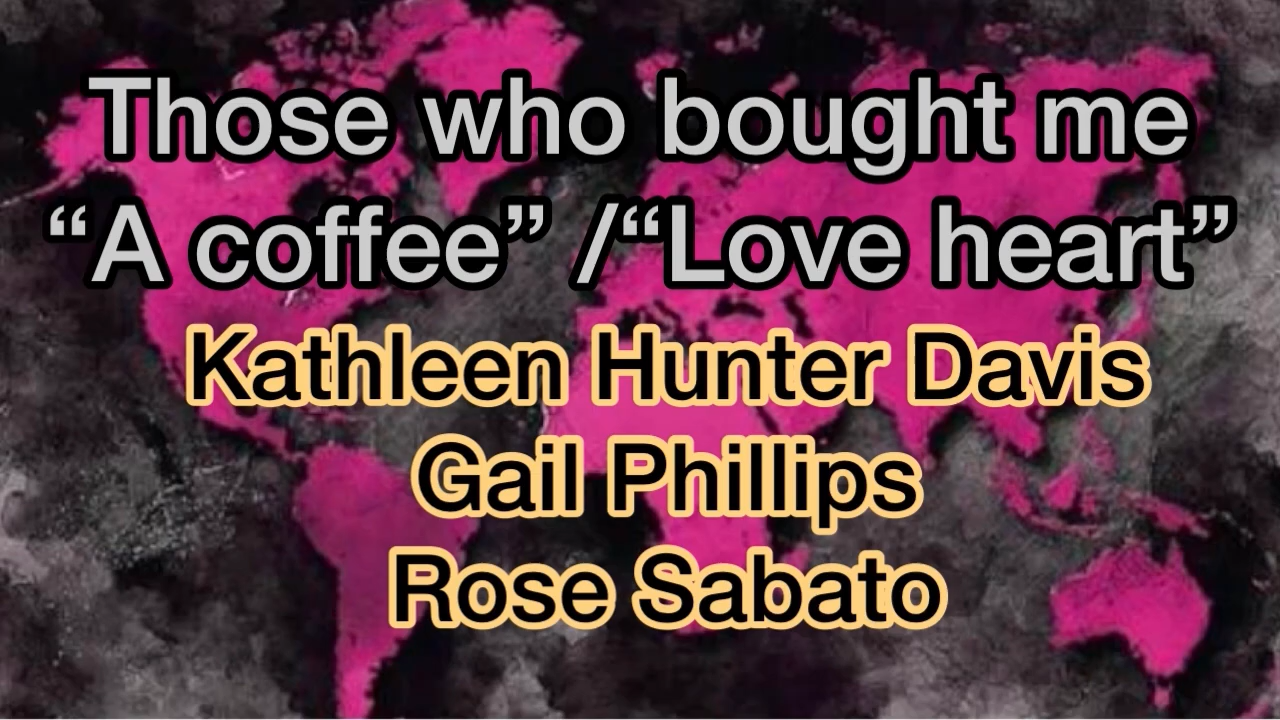 Those who bought me
“A coffee” /“Love heart”
Kathleen Hunter Davis
Gail Phillips
Rose Sabato